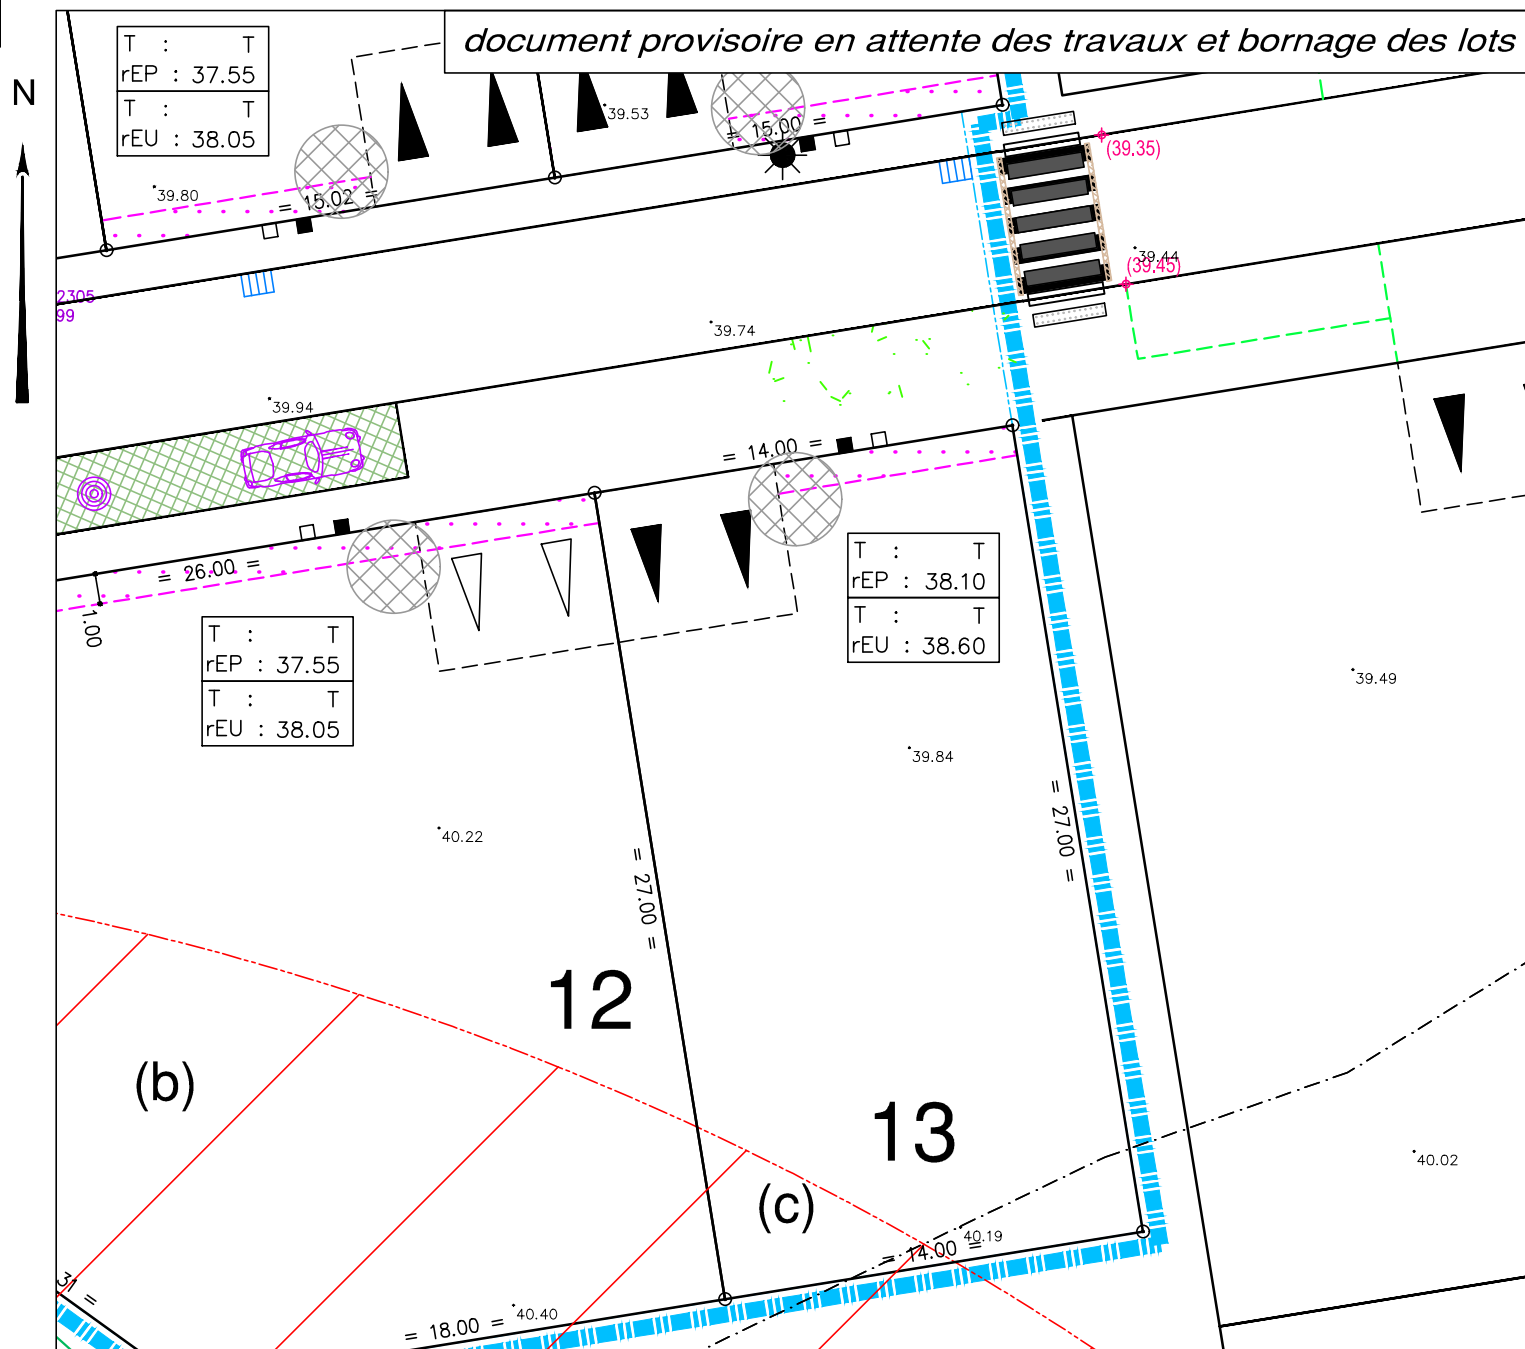 document provisoire en attente des travaux et bornage des lots
N
T : T
rEP : 37.55
T : T
rEU : 38.05
39.53
= 15.00 =
(39.35)
39.80
= 15.02 =
39.44
(39.45)
2305
99
39.74
39.94
= 14.00 =
= 26.00 =
1.00
T : T
rEP : 38.10
T : T
rEU : 38.60
T : T
rEP : 37.55
T : T
rEU : 38.05
39.49
39.84
40.22
= 27.00 =
= 27.00 =
12
(b)
13
40.02
(c)
40.19
= 14.00 =
31 =
40.40
= 18.00 =